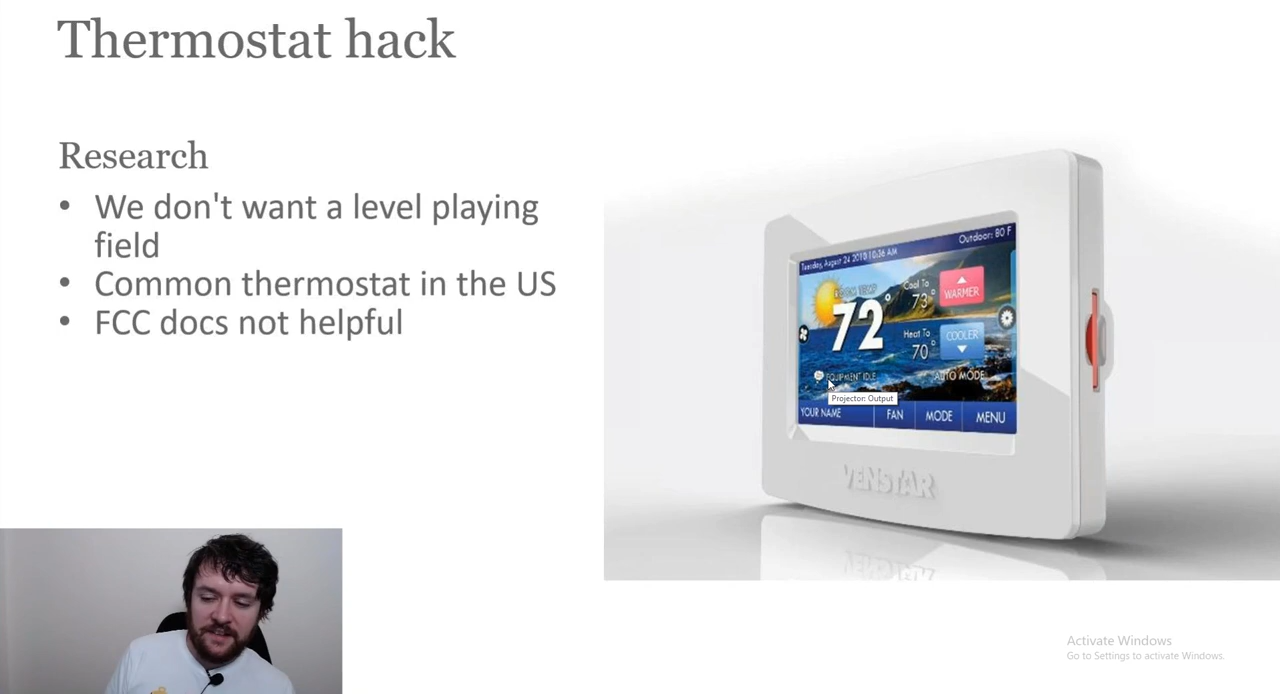 Thermostat hack
Research
• We don't want a level playing
field
• Common thermostat in the US
• FCC docs not helpful
Tuesday, August 24 2010 10:36 AM
Outdoor: 80 F
ROOM TEMP
72°
Cool To
73°
WARMER
Heat To
70°
COOLER
EQUIPMENT IDLE
AUTO MODE
Projector: Output
YOUR NAME
FAN
MODE
MENU
VENSTAR
Activate Windows
Go to Settings to activate Windows.